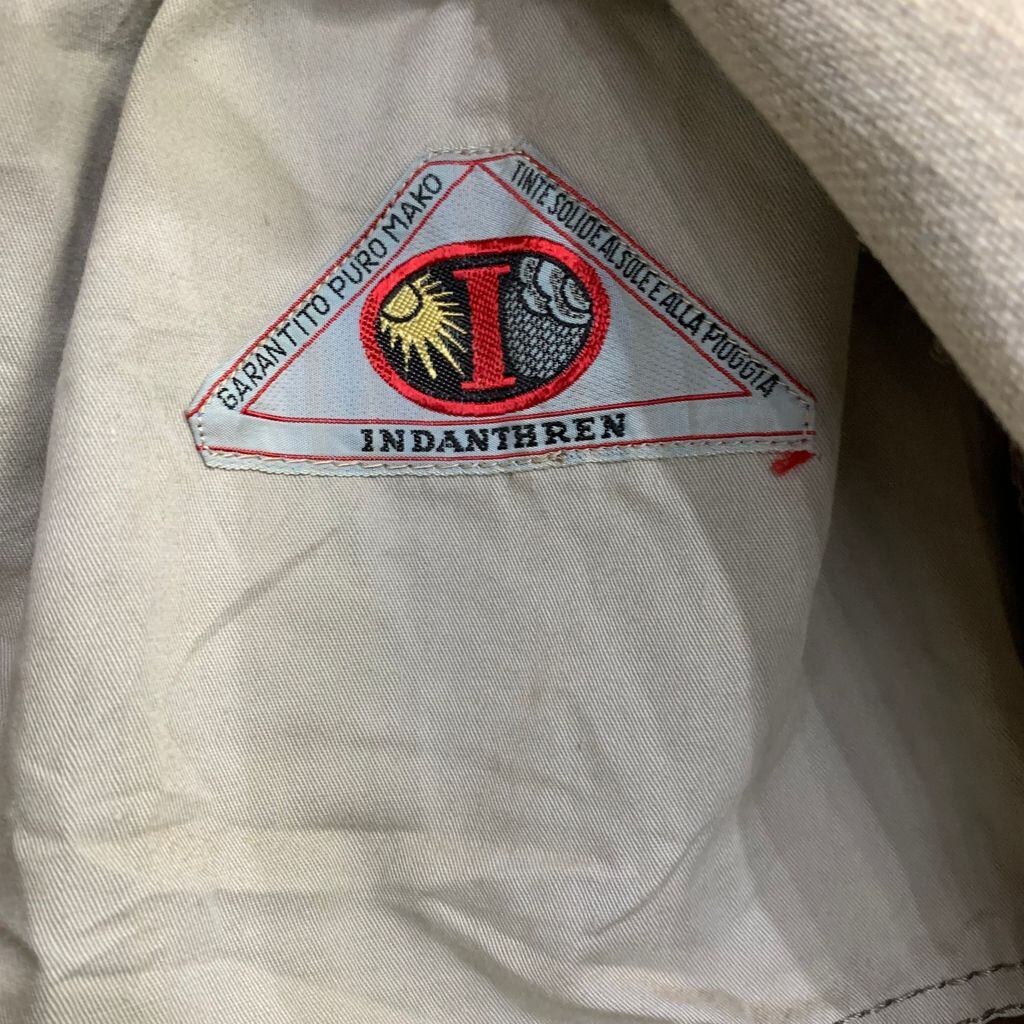 GARANTITO PURO MAKO
TINTE SOLIDE AL SOLE E ALLA PIOGGIA
I
INDANTHREN